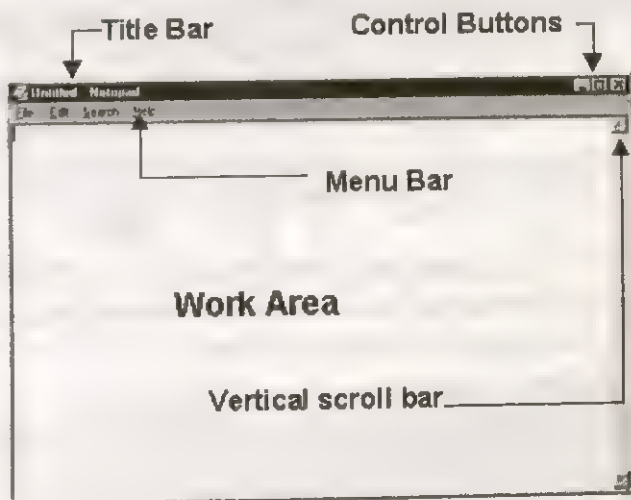 Title Bar
Control Buttons
Untitled - Notepad
File Edit Search Help
Menu Bar
Work Area
Vertical scroll bar